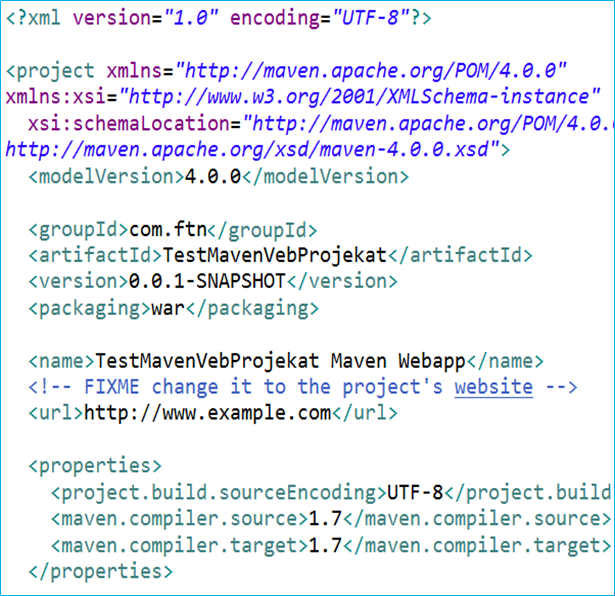 <?xml version="1.0" encoding="UTF-8"?>
<project xmlns="http://maven.apache.org/POM/4.0.0"
xmlns:xsi="http://www.w3.org/2001/XMLSchema-instance"
xsi:schemaLocation="http://maven.apache.org/POM/4.0.
http://maven.apache.org/xsd/maven-4.0.0.xsd">
<modelVersion>4.0.0</modelVersion>
<groupId>com.ftn</groupId>
<artifactId>TestMavenVebProjekat</artifactId>
<version>0.0.1-SNAPSHOT</version>
<packaging>war</packaging>
<name>TestMavenVebProjekat Maven Webapp</name>
<!-- FIXME change it to the project's website -->
<url>http://www.example.com</url>
<properties>
<project.build.sourceEncoding>UTF-8</project.build
<maven.compiler.source>1.7</maven.compiler.source>
<maven.compiler.target>1.7</maven.compiler.target>
</properties>